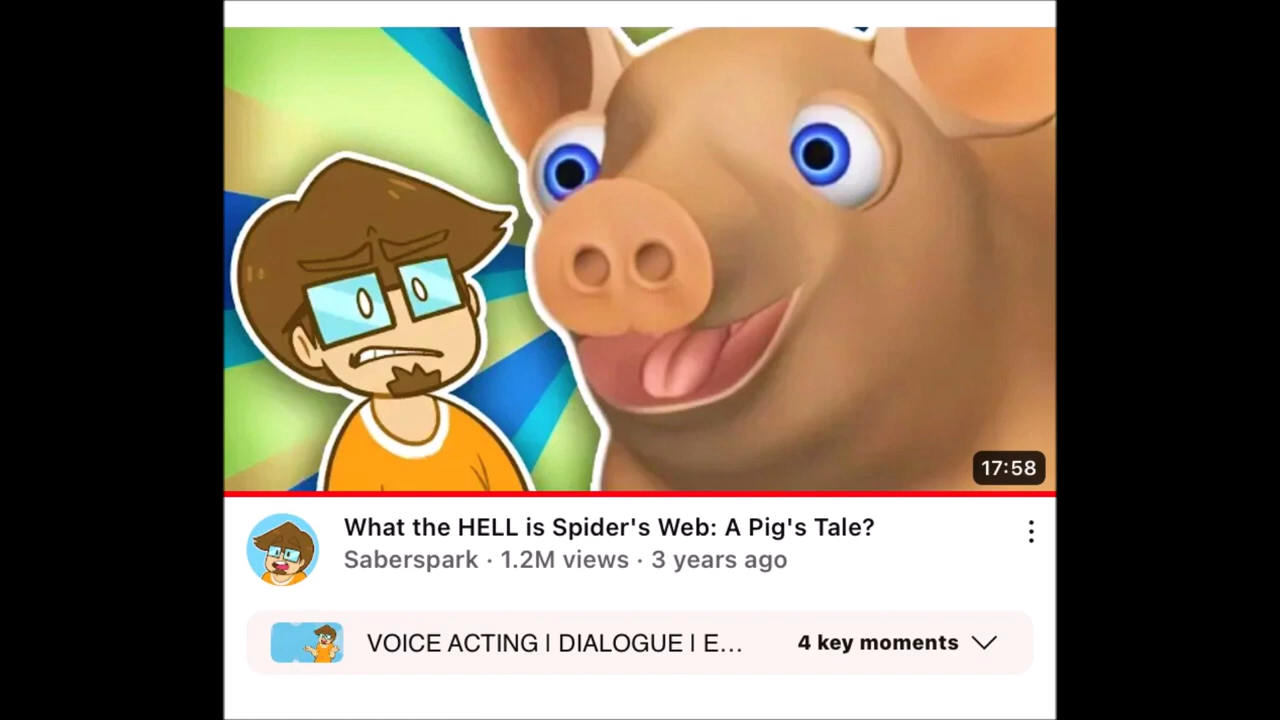 17:58
What the HELL is Spider's Web: A Pig's Tale?
Saberspark · 1.2M views · 3 years ago
VOICE ACTING | DIALOGUE | E... 4 key moments